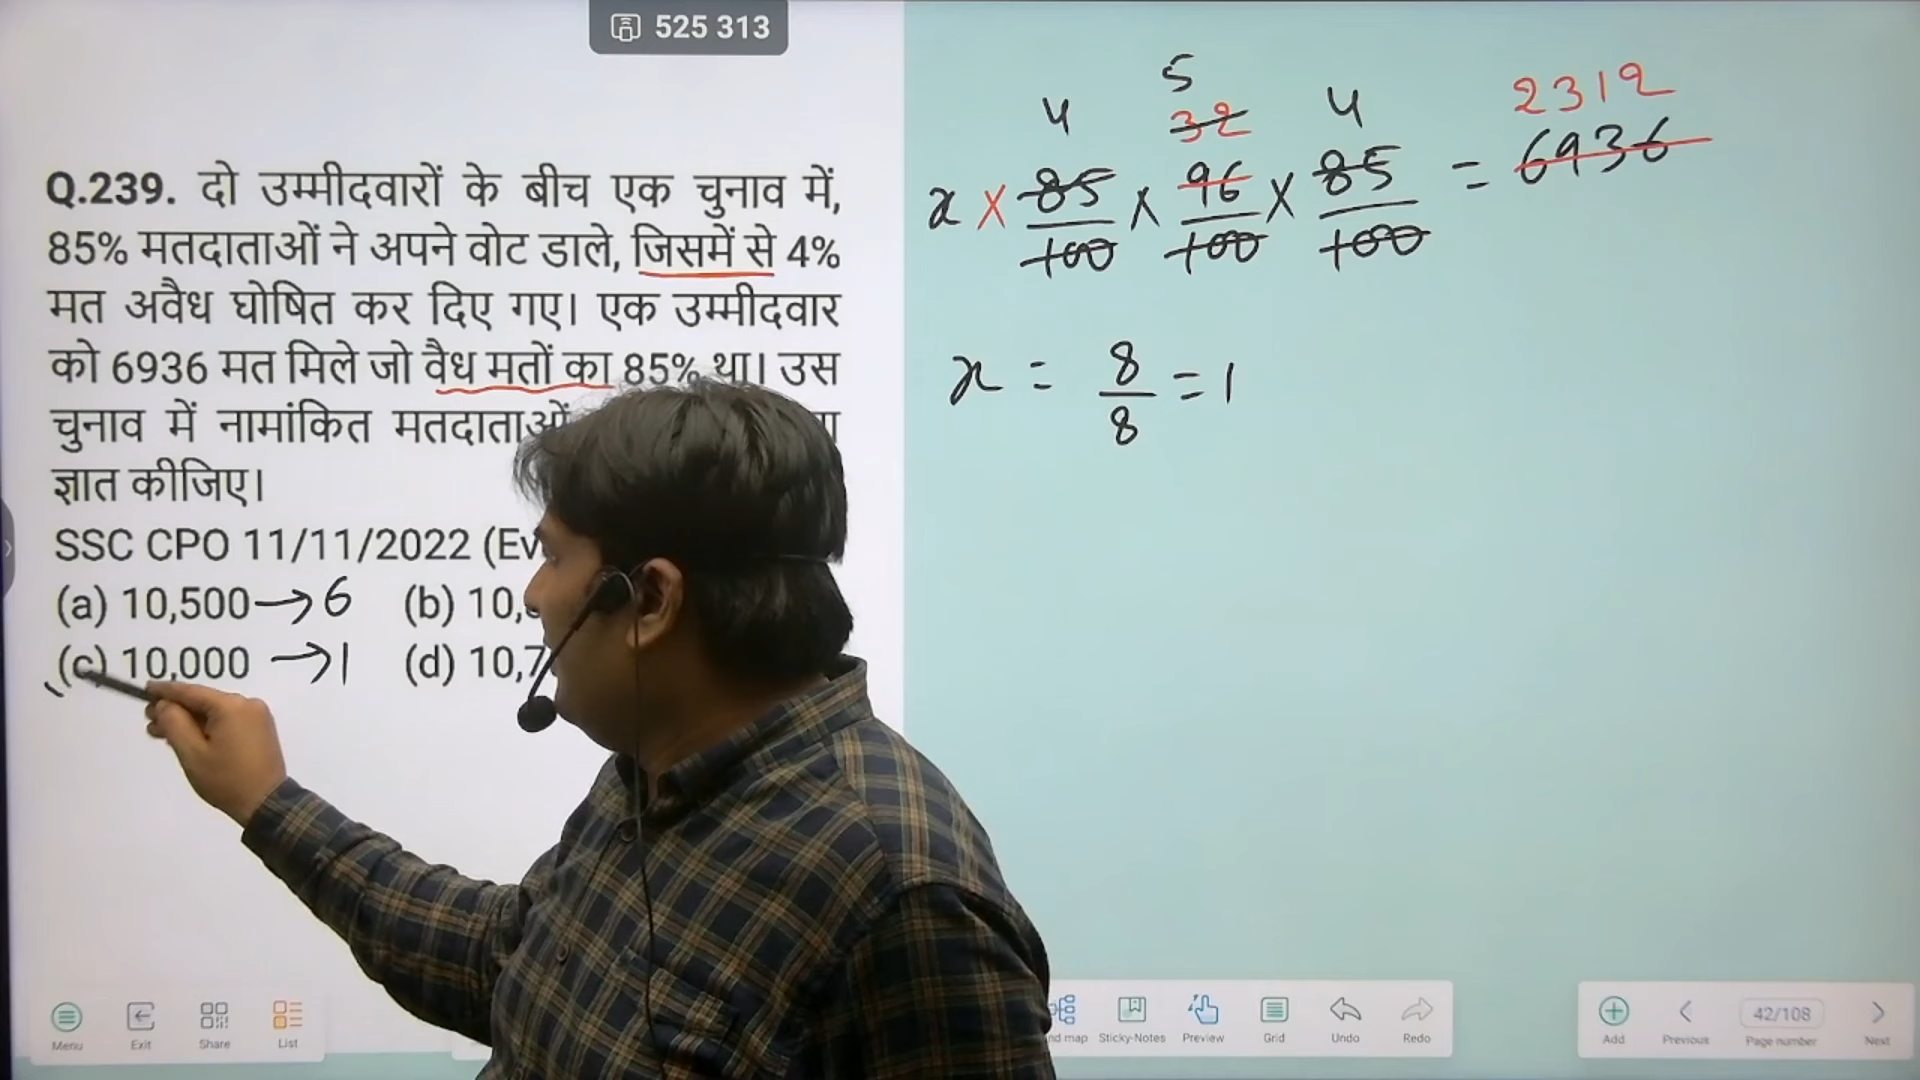 525 313
Q.239. दो उम्मीदवारों के बीच एक चुनाव में,
85% मतदाताओं ने अपने वोट डाले, जिसमें से 4%
मत अवैध घोषित कर दिए गए। एक उम्मीदवार
को 6936 मत मिले जो वैध मतों का 85% था। उस
चुनाव में नामांकित मतदाताओं
ज्ञात कीजिए।
SSC CPO 11/11/2022 (Ev
(a) 10,500 → 6 (b) 10,
(c) 10,000 → 1 (d) 10,7
4 5 4 2312
32
x × 85/100 × 96/100 × 85/100 = 6936
x = 8/8 = 1
Menu Exit Share List
nd map Sticky-Notes Preview Grid Undo Redo
Add Previous 42/108 Page number Next